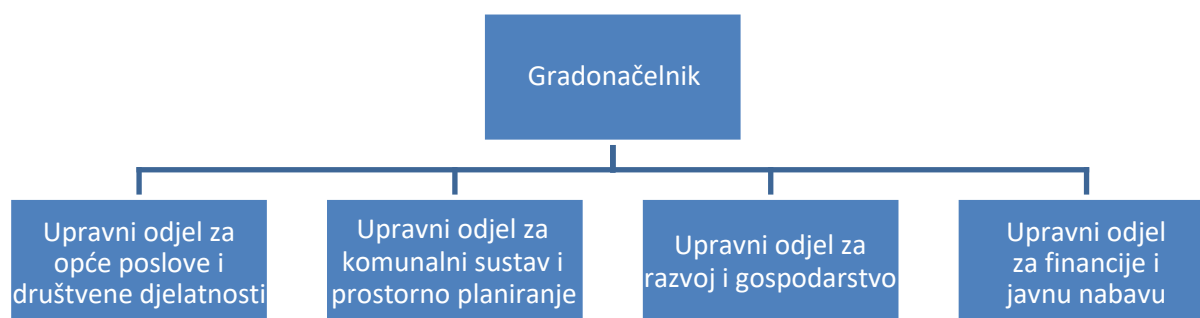 Gradonačelnik
Upravni odjel za
opće poslove i
društvene djelatnosti
Upravni odjel za
komunalni sustav i
prostorno planiranje
Upravni odjel za
razvoj i gospodarstvo
Upravni odjel
za financije i
javnu nabavu